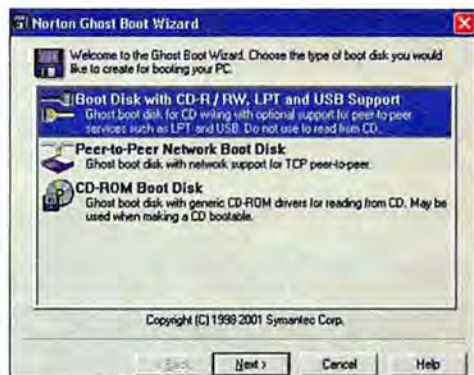 Norton Ghost Boot Wizard
Welcome to the Ghost Boot Wizard. Choose the type of boot disk you would
like to create for booting your PC.
Boot Disk with CD-R / RW, LPT and USB Support
Ghost boot disk for CD writing with optional support for peer-to-peer
services such as LPT and USB. Do not use to read from CD.
Peer-to-Peer Network Boot Disk
Ghost boot disk with network support for TCP peer-to-peer.
CD-ROM Boot Disk
Ghost boot disk with generic CD-ROM drivers for reading from CD. May be
used when making a CD bootable.
Copyright (C) 1998-2001 Symantec Corp.
< Back Next > Cancel Help